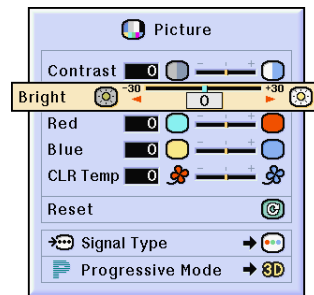 Picture
Contrast 0 - +
Bright -30 0 +30
Red 0 - +
Blue 0 - +
CLR Temp 0 - +
Reset
Signal Type
P Progressive Mode 3D